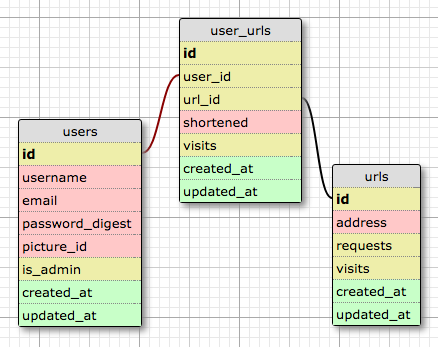 user_urls
id
user_id
url_id
shortened
visits
created_at
updated_at
users
id
username
email
password_digest
picture_id
is_admin
created_at
updated_at
urls
id
address
requests
visits
created_at
updated_at